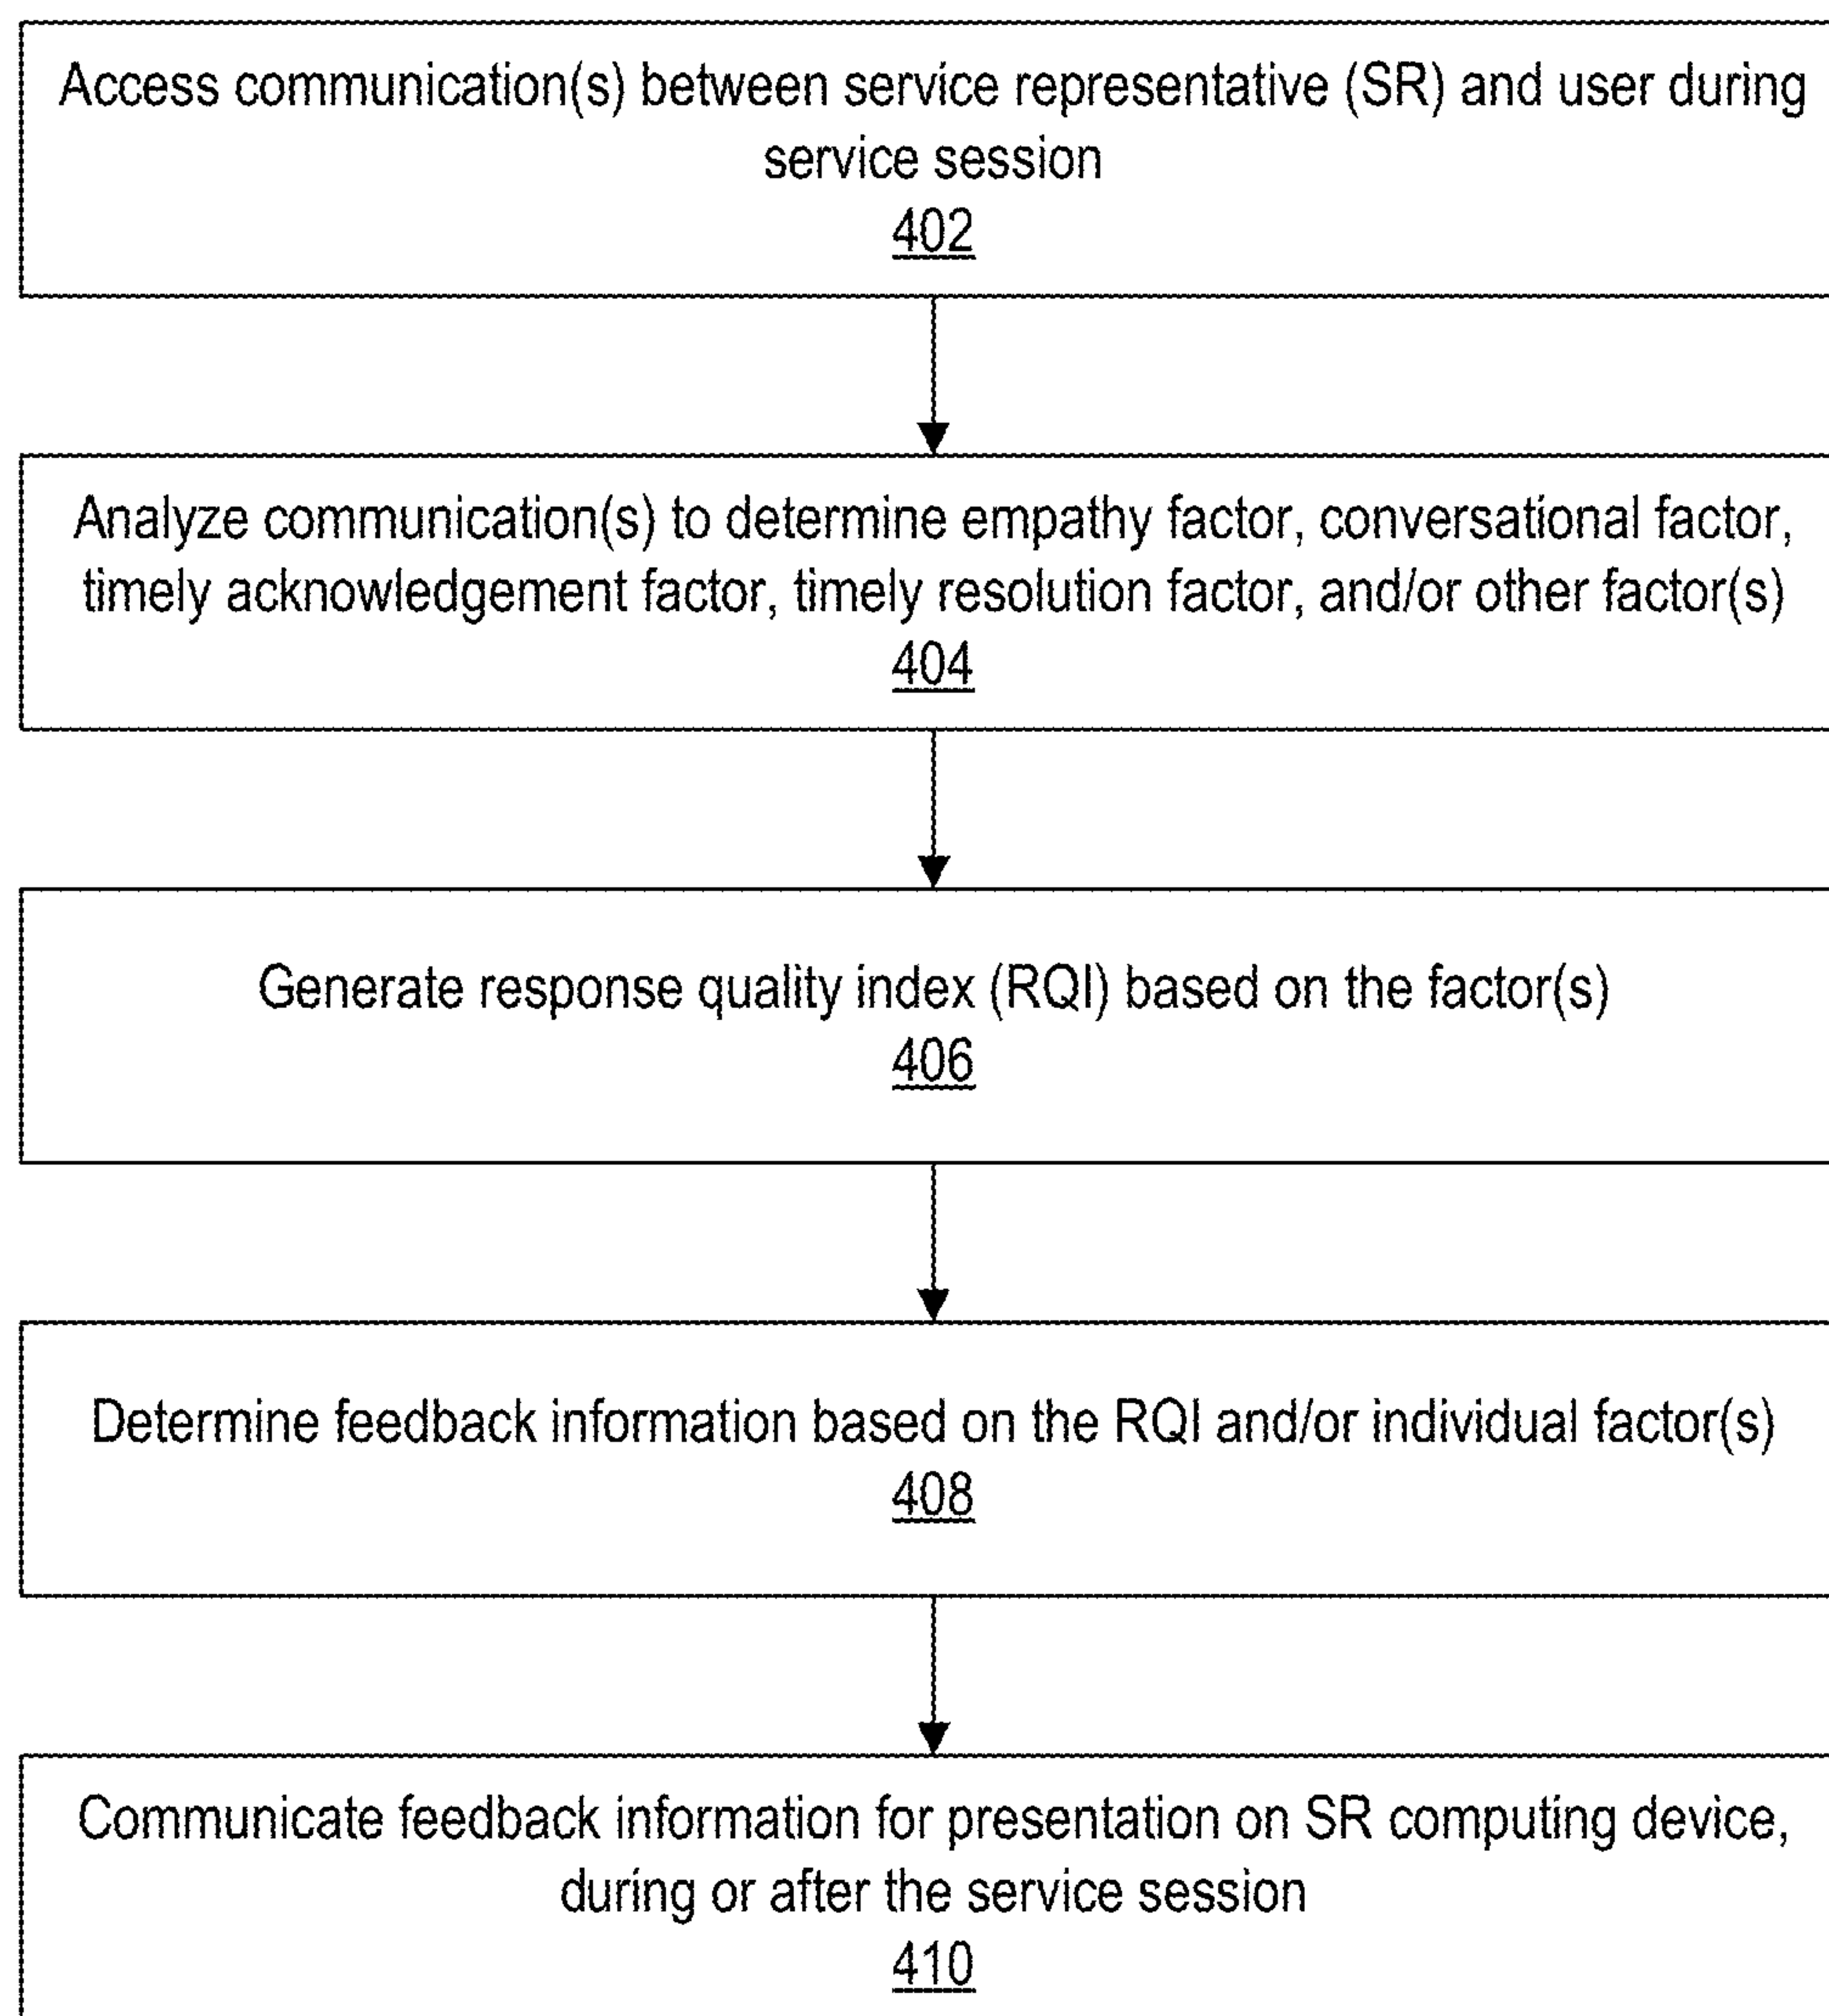 Access communication(s) between service representative (SR) and user during
service session
402
Analyze communication(s) to determine empathy factor, conversational factor,
timely acknowledgement factor, timely resolution factor, and/or other factor(s)
404
Generate response quality index (RQI) based on the factor(s)
406
Determine feedback information based on the RQI and/or individual factor(s)
408
Communicate feedback information for presentation on SR computing device,
during or after the service session
410